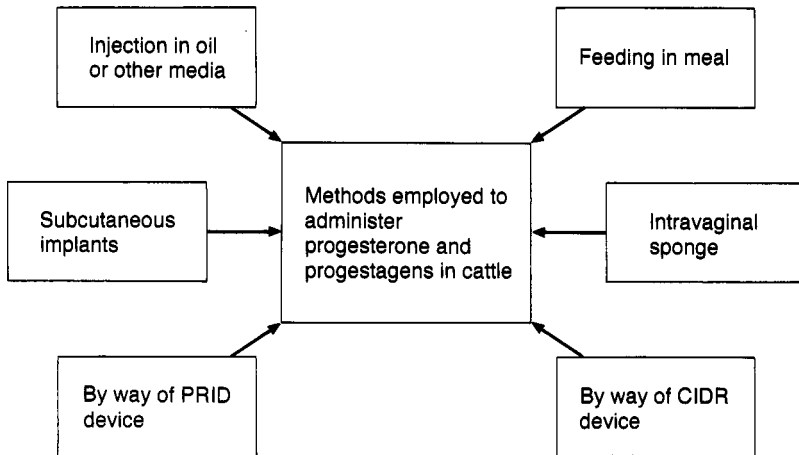 Injection in oil
or other media
Feeding in meal
Subcutaneous
implants
Methods employed to
administer
progesterone and
progestagens in cattle
Intravaginal
sponge
By way of PRID
device
By way of CIDR
device